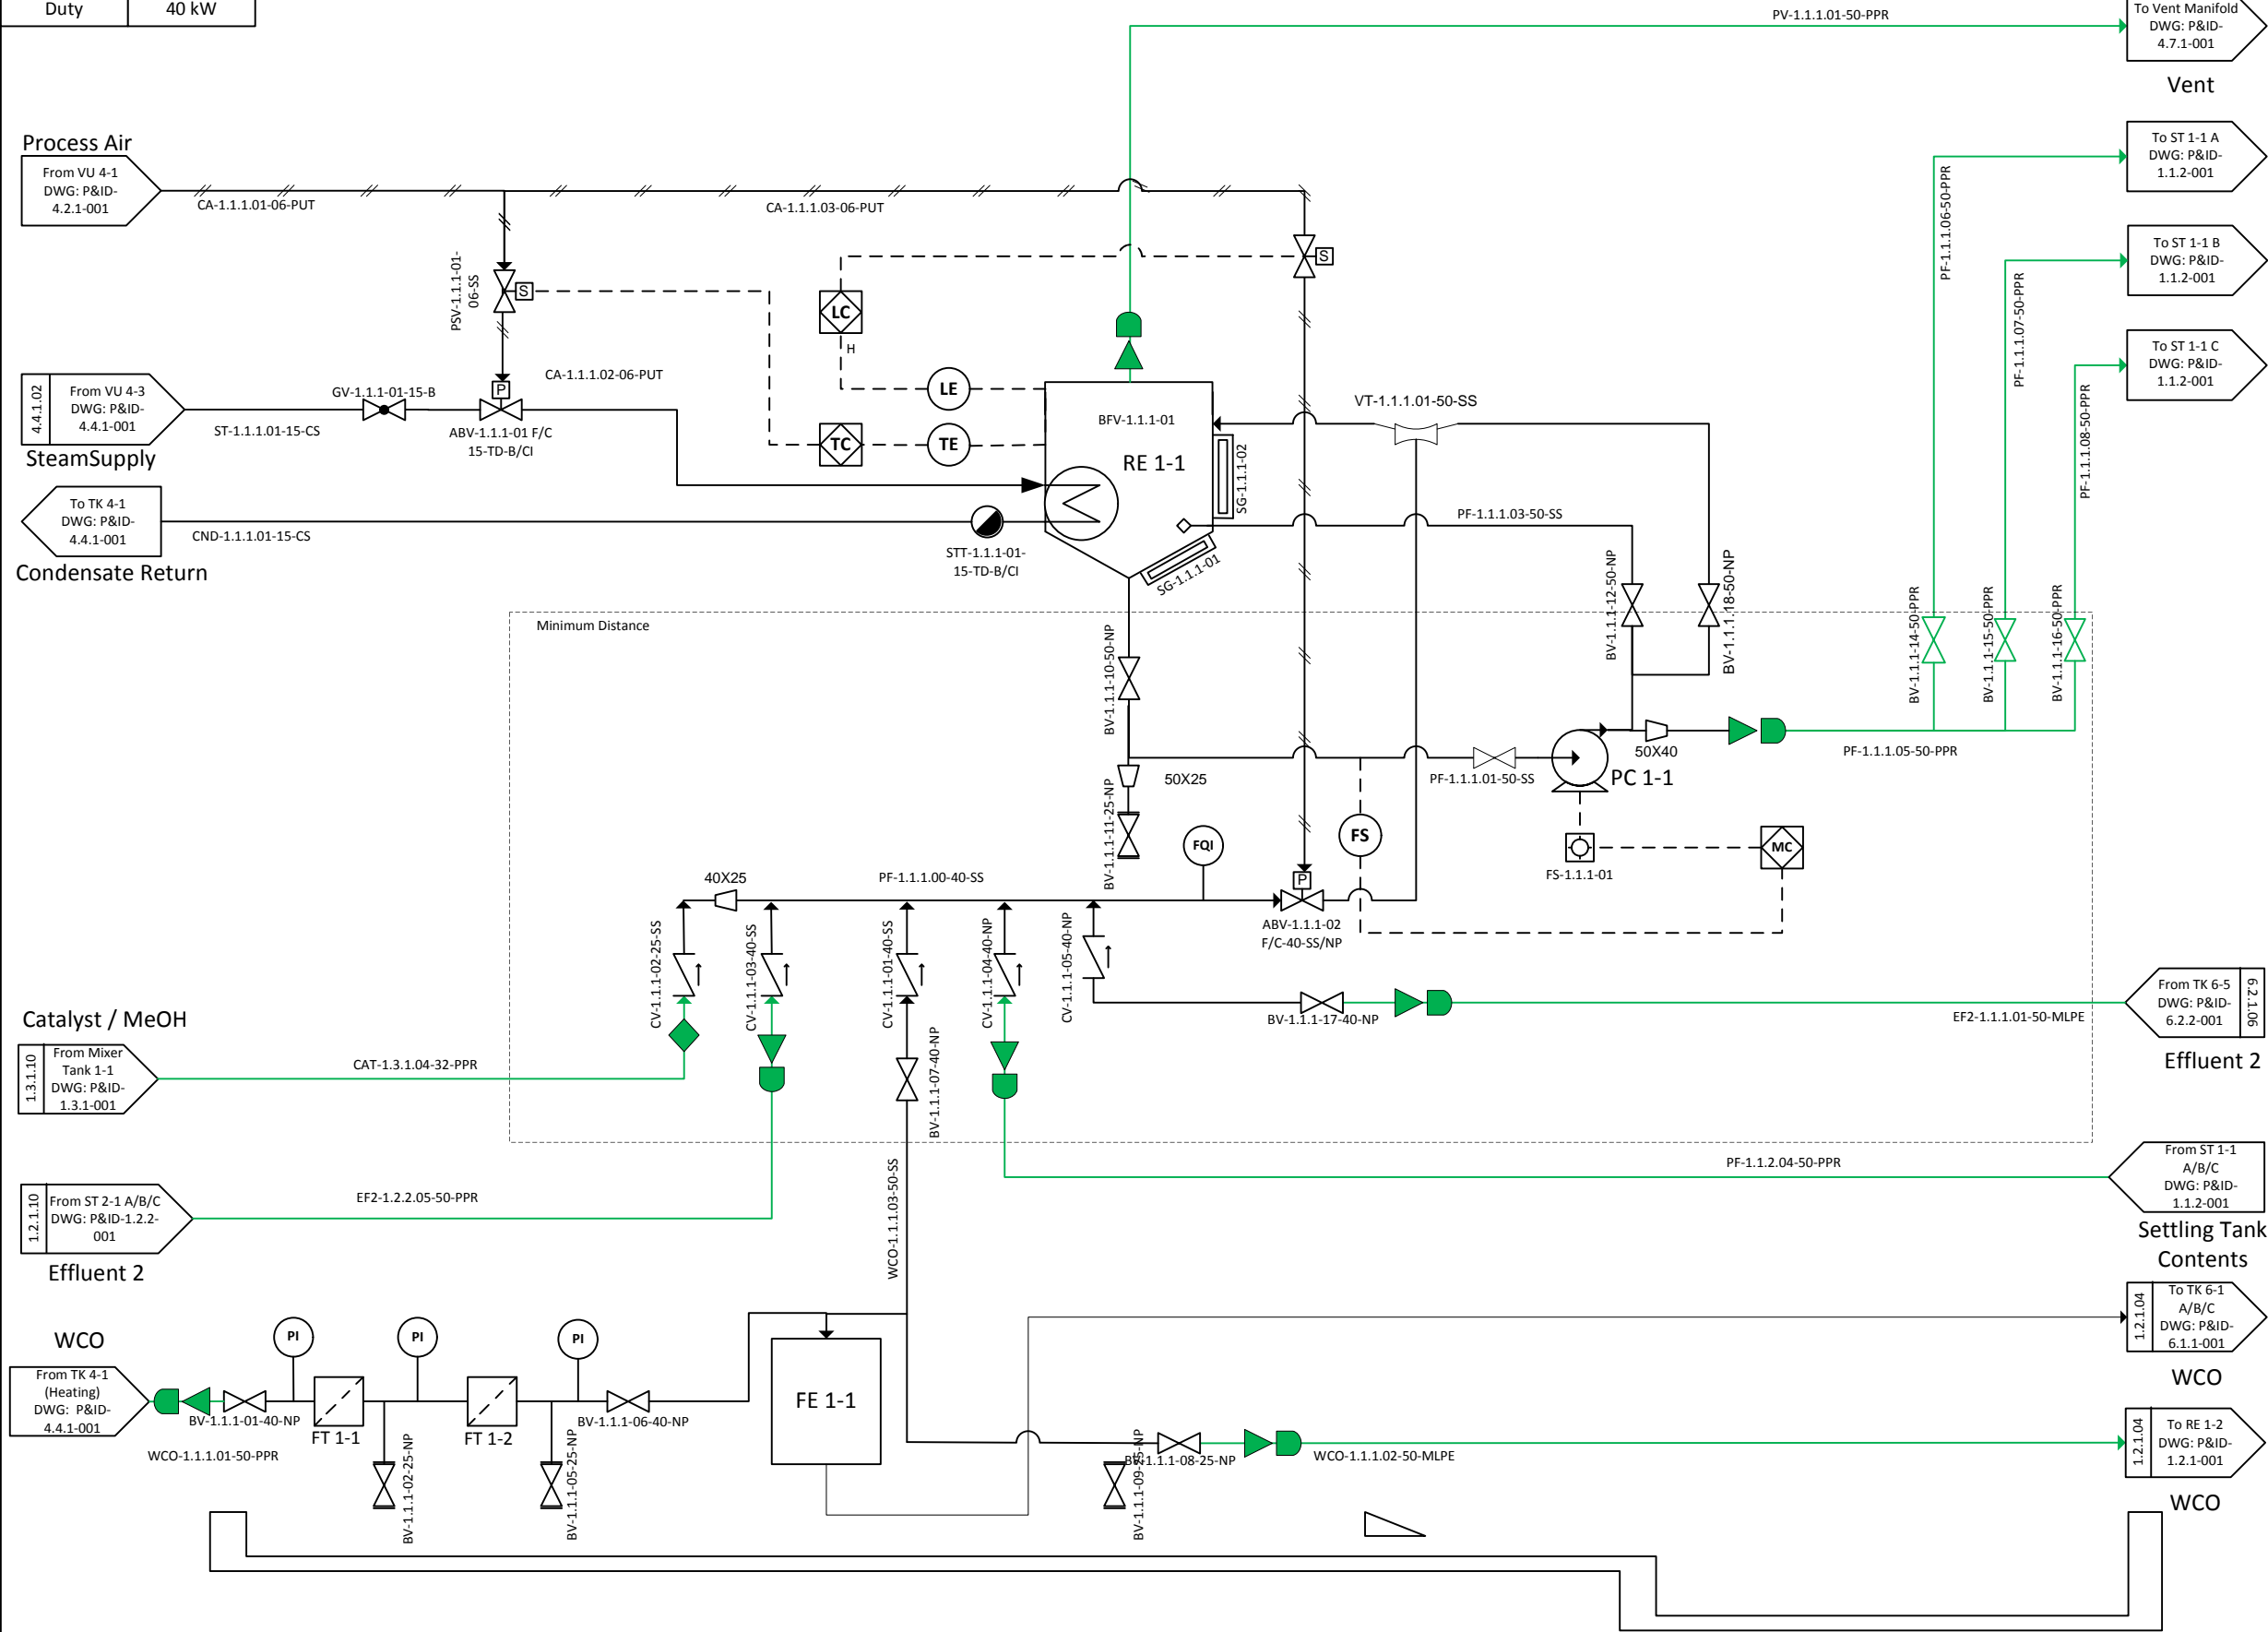 Duty 40 kW
PV-1.1.1.01-50-PPR
To Vent Manifold
DWG: P&ID-
4.7.1-001
Vent
Process Air
From VU 4-1
DWG: P&ID-
4.2.1-001
CA-1.1.1.01-06-PUT
CA-1.1.1.03-06-PUT
To ST 1-1 A
DWG: P&ID-
1.1.2-001
PF-1.1.1.06-50-PPR
To ST 1-1 B
DWG: P&ID-
1.1.2-001
PF-1.1.1.07-50-PPR
To ST 1-1 C
DWG: P&ID-
1.1.2-001
PF-1.1.1.08-50-PPR
PSV-1.1.1-01-
06-SS
S
S
LC
H
LE
TC
TE
4.4.1.02
From VU 4-3
DWG: P&ID-
4.4.1-001
SteamSupply
GV-1.1.1-01-15-B
ST-1.1.1.01-15-CS
P
CA-1.1.1.02-06-PUT
ABV-1.1.1-01 F/C
15-TD-B/CI
BFV-1.1.1-01
RE 1-1
SG-1.1.1-02
VT-1.1.1.01-50-SS
To TK 4-1
DWG: P&ID-
4.4.1-001
Condensate Return
CND-1.1.1.01-15-CS
STT-1.1.1-01-
15-TD-B/CI
SG-1.1.1-01
PF-1.1.1.03-50-SS
BV-1.1.1-12-50-NP
BV-1.1.1.18-50-NP
BV-1.1.1-14-50-PPR
BV-1.1.1-15-50-PPR
BV-1.1.1-16-50-PPR
Minimum Distance
BV-1.1.1-10-50-NP
50X25
BV-1.1.1-11-25-NP
PF-1.1.1.01-50-SS
50X40
PC 1-1
PF-1.1.1.05-50-PPR
FS
FQI
FS-1.1.1-01
MC
40X25
PF-1.1.1.00-40-SS
P
ABV-1.1.1-02
F/C-40-SS/NP
CV-1.1.1-02-25-SS
CV-1.1.1-03-40-SS
CV-1.1.1-01-40-SS
CV-1.1.1-04-40-NP
CV-1.1.1-05-40-NP
BV-1.1.1-17-40-NP
EF2-1.1.1.01-50-MLPE
From TK 6-5
DWG: P&ID-
6.2.2-001
6.2.1.06
Effluent 2
Catalyst / MeOH
1.3.1.10
From Mixer
Tank 1-1
DWG: P&ID-
1.3.1-001
CAT-1.3.1.04-32-PPR
BV-1.1.1-07-40-NP
WCO-1.1.1.03-50-SS
PF-1.1.2.04-50-PPR
From ST 1-1
A/B/C
DWG: P&ID-
1.1.2-001
Settling Tank
Contents
1.2.1.10
From ST 2-1 A/B/C
DWG: P&ID-1.2.2-
001
Effluent 2
EF2-1.2.2.05-50-PPR
1.2.1.04
To TK 6-1
A/B/C
DWG: P&ID-
6.1.1-001
WCO
WCO
From TK 4-1
(Heating)
DWG: P&ID-
4.4.1-001
PI
PI
PI
BV-1.1.1-01-40-NP
FT 1-1
FT 1-2
BV-1.1.1-06-40-NP
WCO-1.1.1.01-50-PPR
BV-1.1.1-02-25-NP
BV-1.1.1-05-25-NP
FE 1-1
BV-1.1.1-08-25-NP
BV-1.1.1-09-25-NP
WCO-1.1.1.02-50-MLPE
1.2.1.04
To RE 1-2
DWG: P&ID-
1.2.1-001
WCO